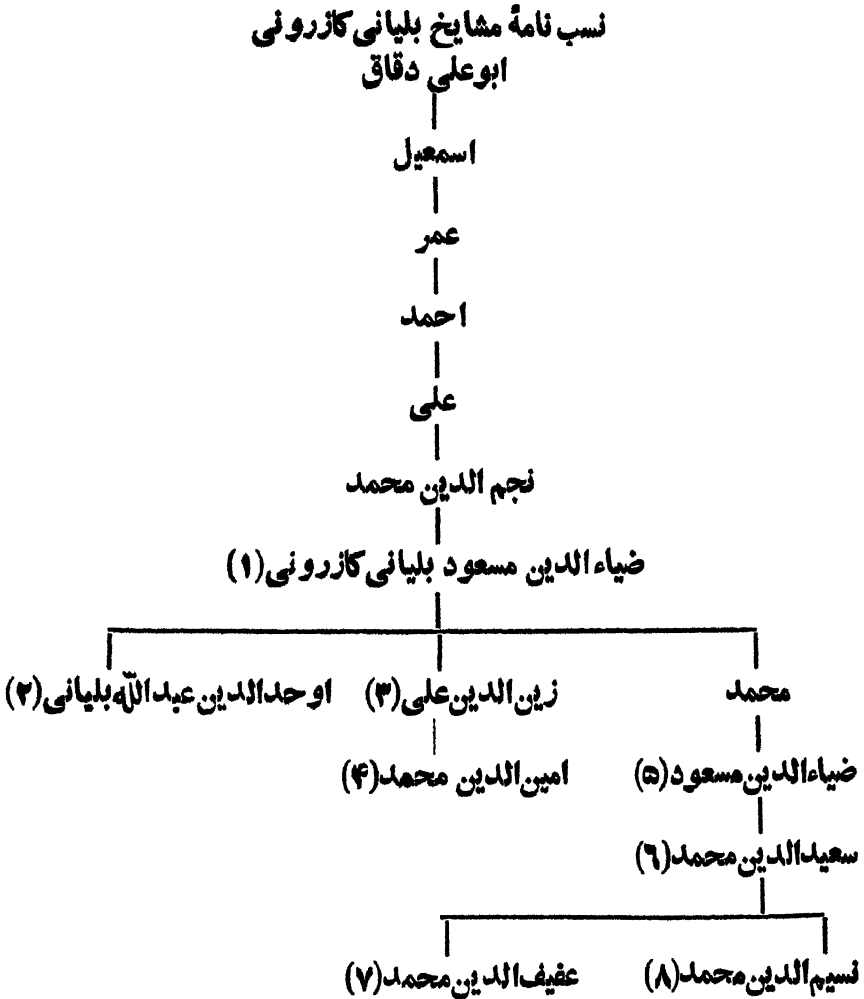 نسب نامهٔ مشایخ بلیانی کازرونی
ابوعلی دقاق
اسمعیل
عمر
احمد
علی
نجم الدین محمد
ضیاء الدین مسعود بلیانی کازرونی (۱)
محمد
زین الدین علی (۳)
اوحدالدین عبدالله بلیانی (۲)
ضیاءالدین مسعود (۵)
امین الدین محمد (۴)
سعیدالدین محمد (۶)
نسیم الدین محمد (۸)
عفیف الدین محمد (۷)